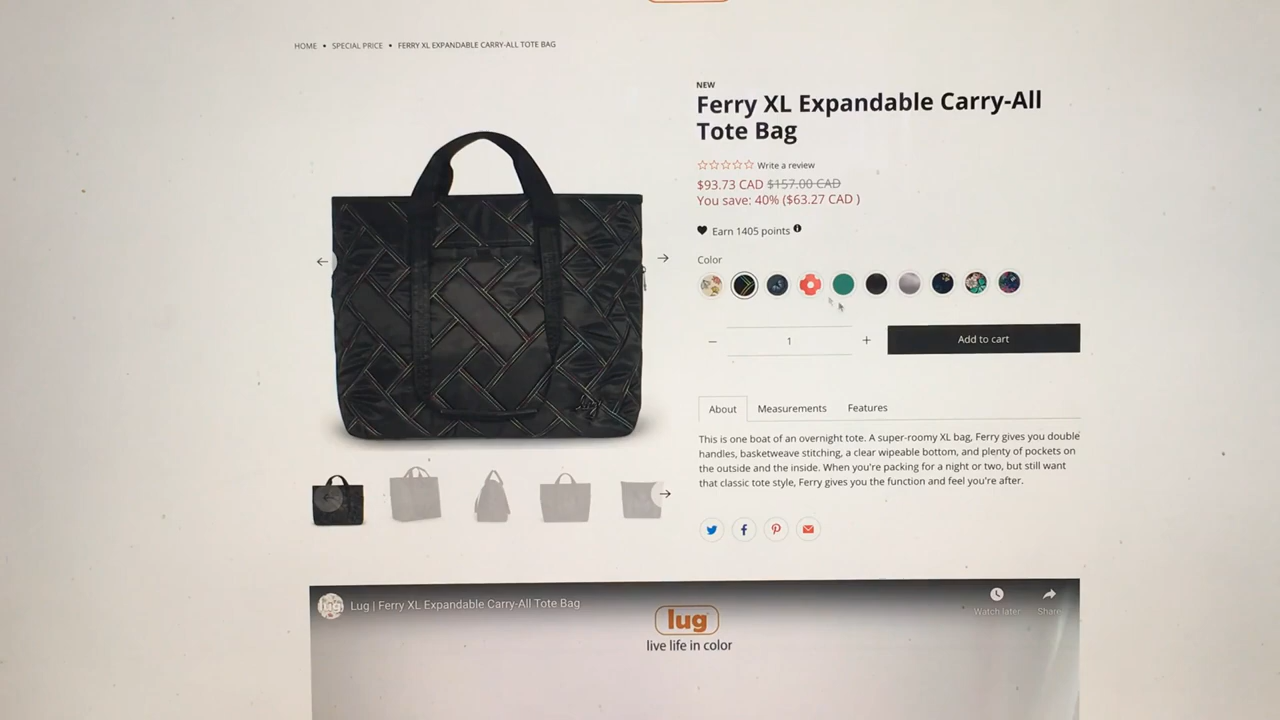 HOME • SPECIAL PRICE • FERRY XL EXPANDABLE CARRY-ALL TOTE BAG
NEW
Ferry XL Expandable Carry-All
Tote Bag
Write a review
$93.73 CAD $157.00 CAD
You save: 40% ($63.27 CAD )
Earn 1405 points
Color
− 1 +
Add to cart
About Measurements Features
This is one boat of an overnight tote. A super-roomy XL bag, Ferry gives you double
handles, basketweave stitching, a clear wipeable bottom, and plenty of pockets on
the outside and the inside. When you're packing for a night or two, but still want
that classic tote style, Ferry gives you the function and feel you're after.
lug
lug
Lug | Ferry XL Expandable Carry-All Tote Bag
Watch later
Share
lug
live life in color